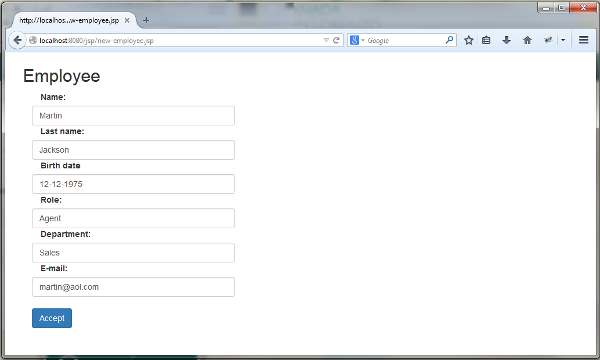 http://localhos...w-employee.jsp
localhost:8080/jsp/new-employee.jsp
Google
Employee
Name:
Martin
Last name:
Jackson
Birth date
12-12-1975
Role:
Agent
Department:
Sales
E-mail:
martin@aol.com
Accept